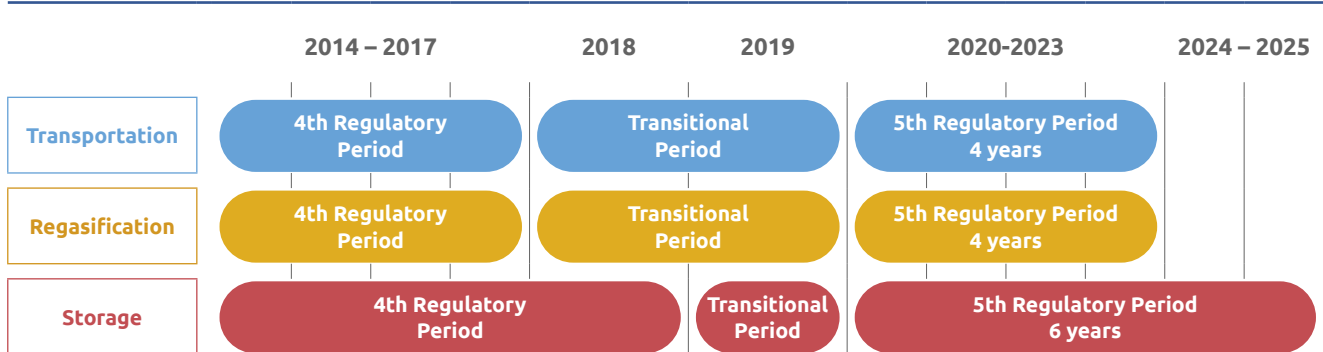 2014 – 2017 2018 2019 2020-2023 2024 – 2025
Transportation
4th Regulatory
Period
Transitional
Period
5th Regulatory Period
4 years
Regasification
4th Regulatory
Period
Transitional
Period
5th Regulatory Period
4 years
Storage
4th Regulatory
Period
Transitional
Period
5th Regulatory Period
6 years